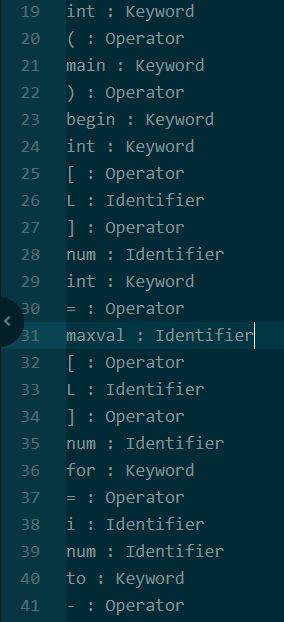 19 int : Keyword
20 ( : Operator
21 main : Keyword
22 ) : Operator
23 begin : Keyword
24 int : Keyword
25 [ : Operator
26 L : Identifier
27 ] : Operator
28 num : Identifier
29 int : Keyword
30 = : Operator
31 maxval : Identifier
32 [ : Operator
33 L : Identifier
34 ] : Operator
35 num : Identifier
36 for : Keyword
37 = : Operator
38 i : Identifier
39 num : Identifier
40 to : Keyword
41 - : Operator